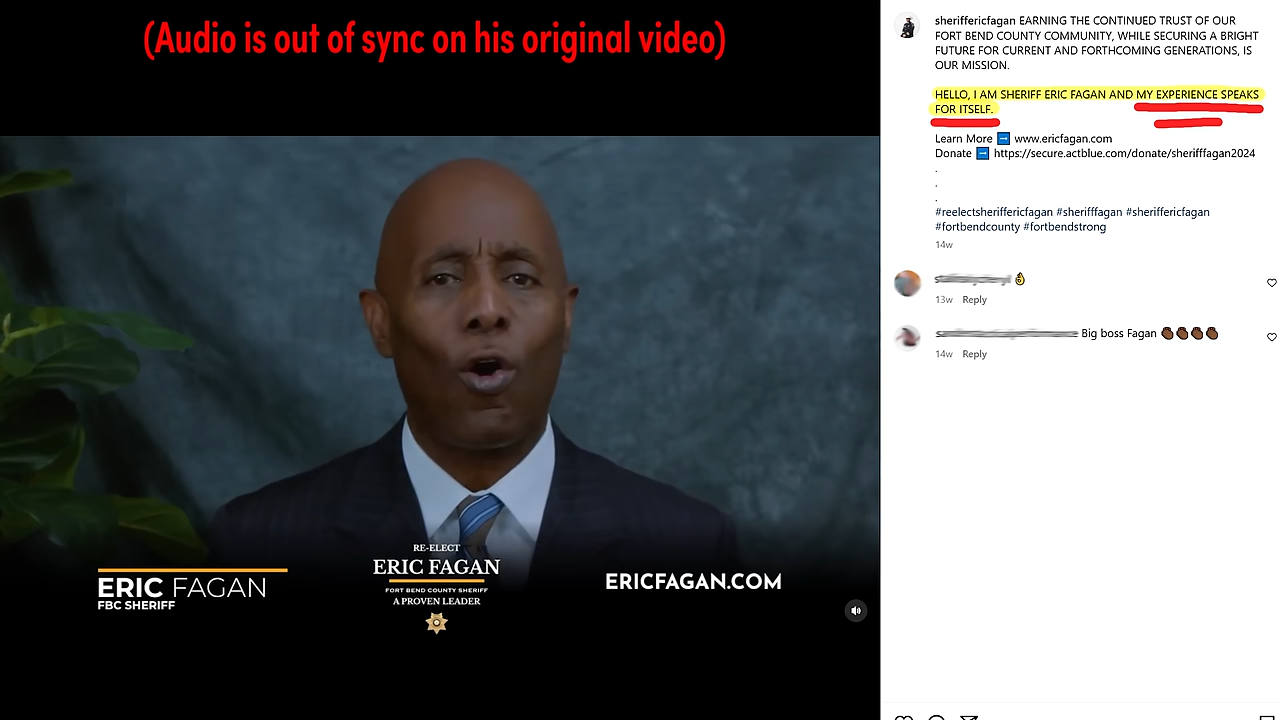 (Audio is out of sync on his original video)
ERIC FAGAN
FBC SHERIFF
RE-ELECT
ERIC FAGAN
FORT BEND COUNTY SHERIFF
A PROVEN LEADER
ERICFAGAN.COM
sheriffericfagan EARNING THE CONTINUED TRUST OF OUR
FORT BEND COUNTY COMMUNITY, WHILE SECURING A BRIGHT
FUTURE FOR CURRENT AND FORTHCOMING GENERATIONS, IS
OUR MISSION.
HELLO, I AM SHERIFF ERIC FAGAN AND MY EXPERIENCE SPEAKS
FOR ITSELF.
Learn More ➡️ www.ericfagan.com
Donate ➡️ https://secure.actblue.com/donate/sherifffagan2024
.
.
.
#reelectsheriffericfagan #sherifffagan #sheriffericfagan
#fortbendcounty #fortbendstrong
14w
👌🏿
13w Reply
Big boss Fagan ✊🏿✊🏿✊🏿✊🏿
14w Reply